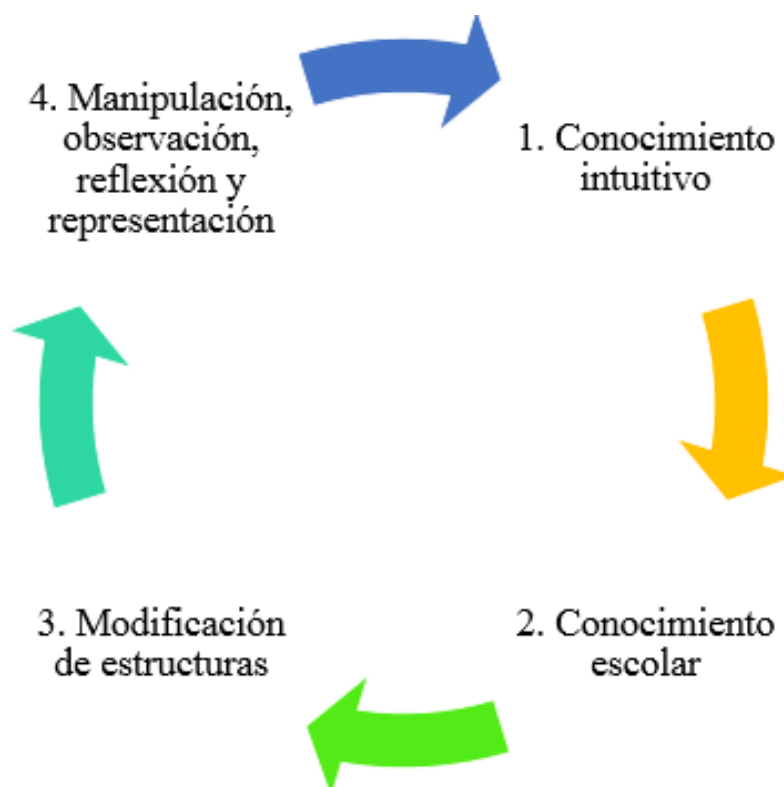 4. Manipulación,
observación,
reflexión y
representación
1. Conocimiento
intuitivo
3. Modificación
de estructuras
2. Conocimiento
escolar